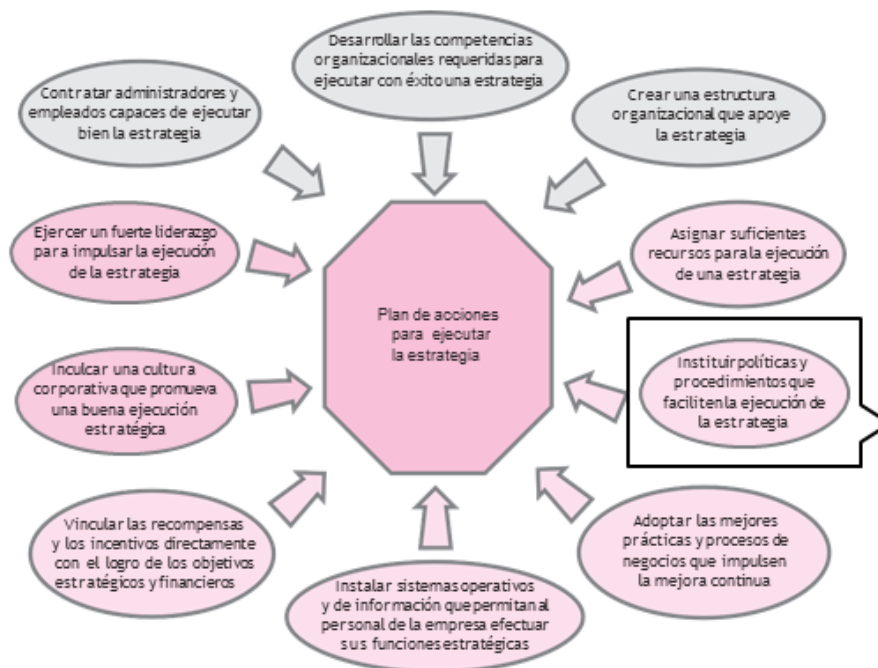 Desarrollar las competencias
organizacionales requeridas para
ejecutar con éxito una estrategia
Contratar administradores y
empleados capaces de ejecutar
bien la estrategia
Crear una estructura
organizacional que apoye
la estrategia
Ejercer un fuerte liderazgo
para impulsar la ejecución
de la estrategia
Asignar suficientes
recursos para la ejecución
de una estrategia
Plan de acciones
para ejecutar
la estrategia
Inculcar una cultura
corporativa que promueva
una buena ejecución
estratégica
Instituir políticas y
procedimientos que
faciliten la ejecución de
la estrategia
Vincular las recompensas
y los incentivos directamente
con el logro de los objetivos
estratégicos y financieros
Adoptar las mejores
prácticas y procesos de
negocios que impulsen
la mejora continua
Instalar sistemas operativos
y de información que permitan al
personal de la empresa efectuar
sus funciones estratégicas